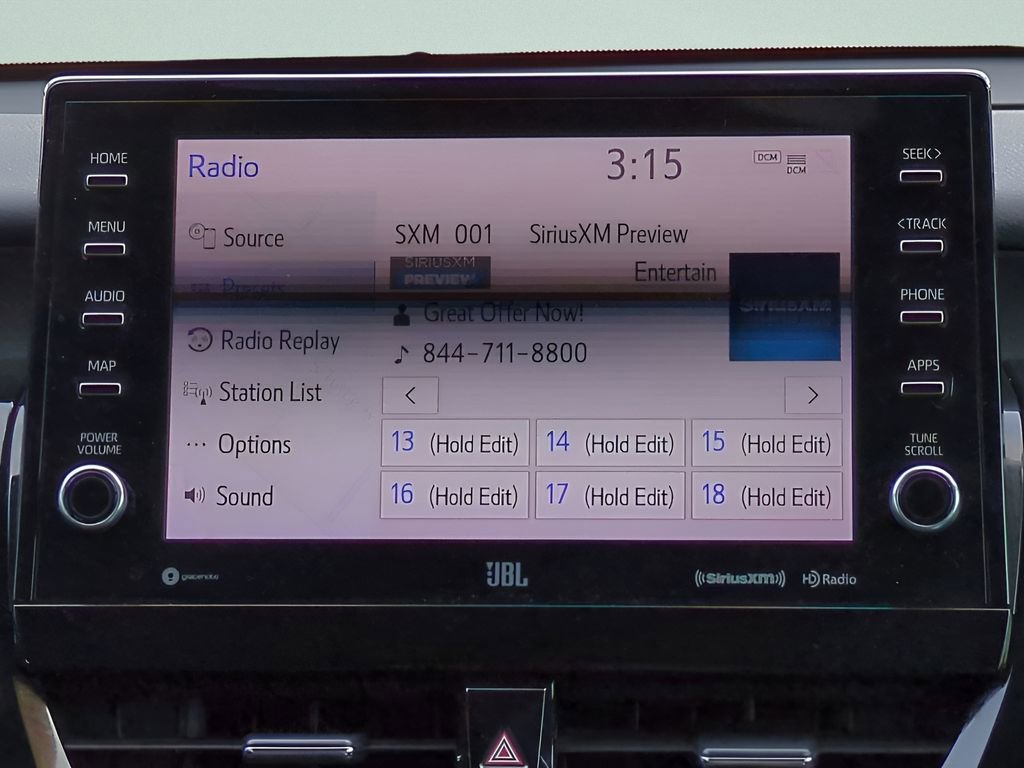 HOME
MENU
AUDIO
MAP
POWER
VOLUME
Radio
3:15
DCM
DCM
Source
Presets
Radio Replay
Station List
··· Options
Sound
SXM 001 SiriusXM Preview
SIRIUSXM
PREVIEW
Entertain
SiriusXM
Great Offer Now!
844-711-8800
< >
13 (Hold Edit) 14 (Hold Edit) 15 (Hold Edit)
16 (Hold Edit) 17 (Hold Edit) 18 (Hold Edit)
SEEK>
<TRACK
PHONE
APPS
TUNE
SCROLL
gracenote
JBL
((SiriusXM))
HD Radio